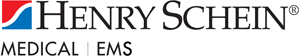 HENRY SCHEIN®
MEDICAL | EMS